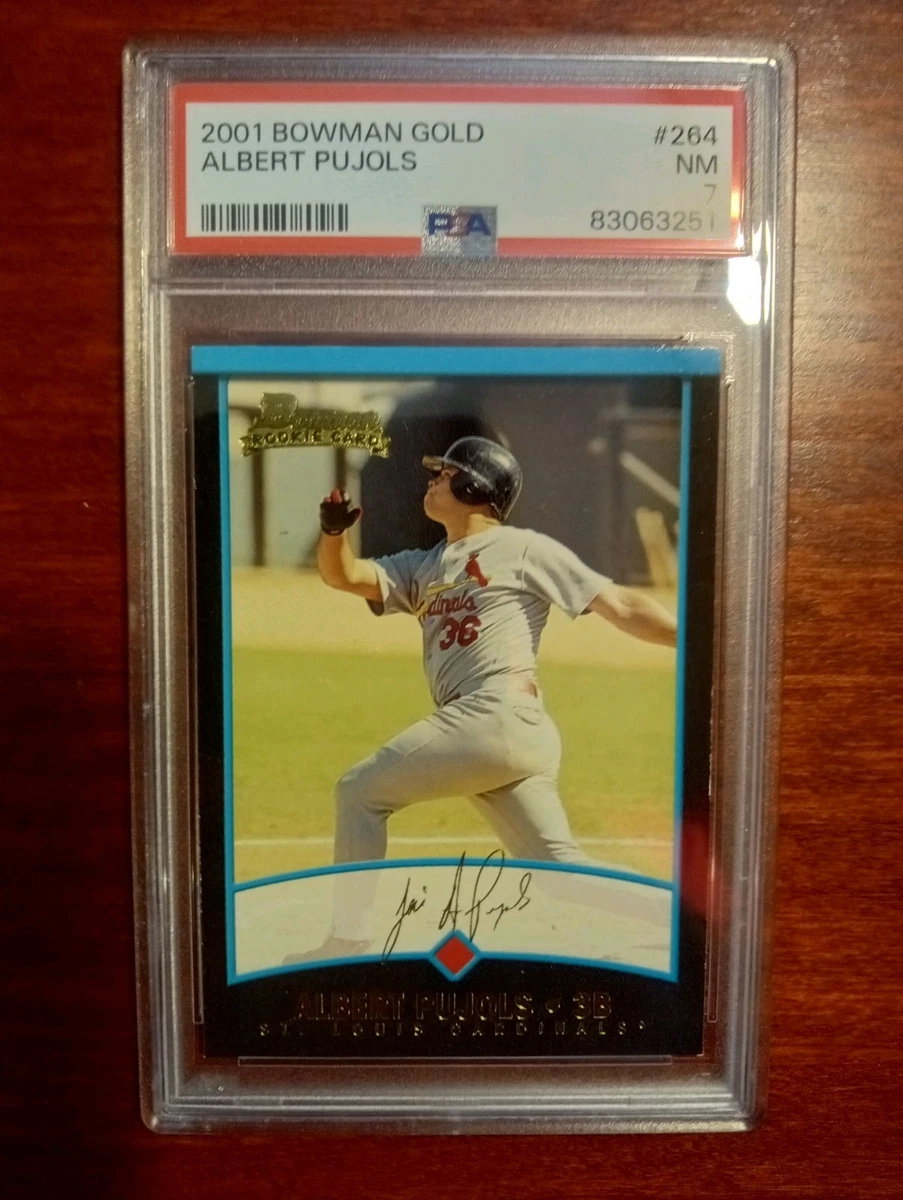 2001 BOWMAN GOLD #264
ALBERT PUJOLS NM
7
83063251
PSA
Bowman
ROOKIE CARD
Cardinals
36
ALBERT PUJOLS 3B
ST. LOUIS CARDINALS